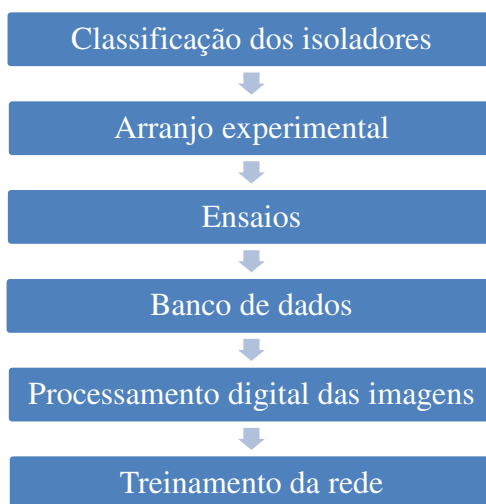 Classificação dos isoladores
Arranjo experimental
Ensaios
Banco de dados
Processamento digital das imagens
Treinamento da rede